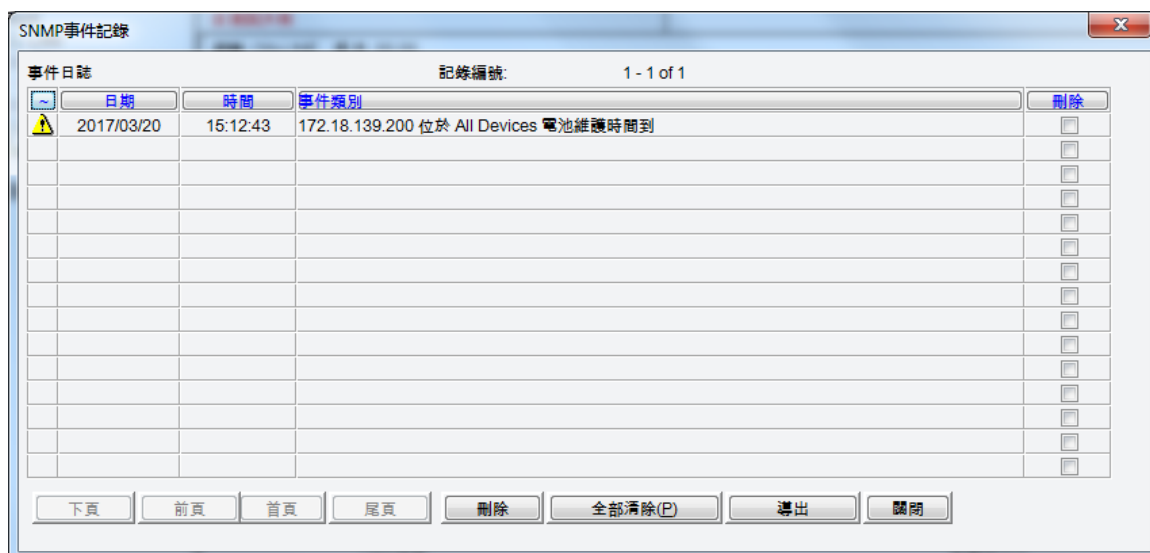 SNMP事件記錄
事件日誌 記錄編號: 1 - 1 of 1
~ 日期 時間 事件類別 刪除
2017/03/20 15:12:43 172.18.139.200 位於 All Devices 電池維護時間到
下頁 前頁 首頁 尾頁 刪除 全部清除(P) 導出 關閉